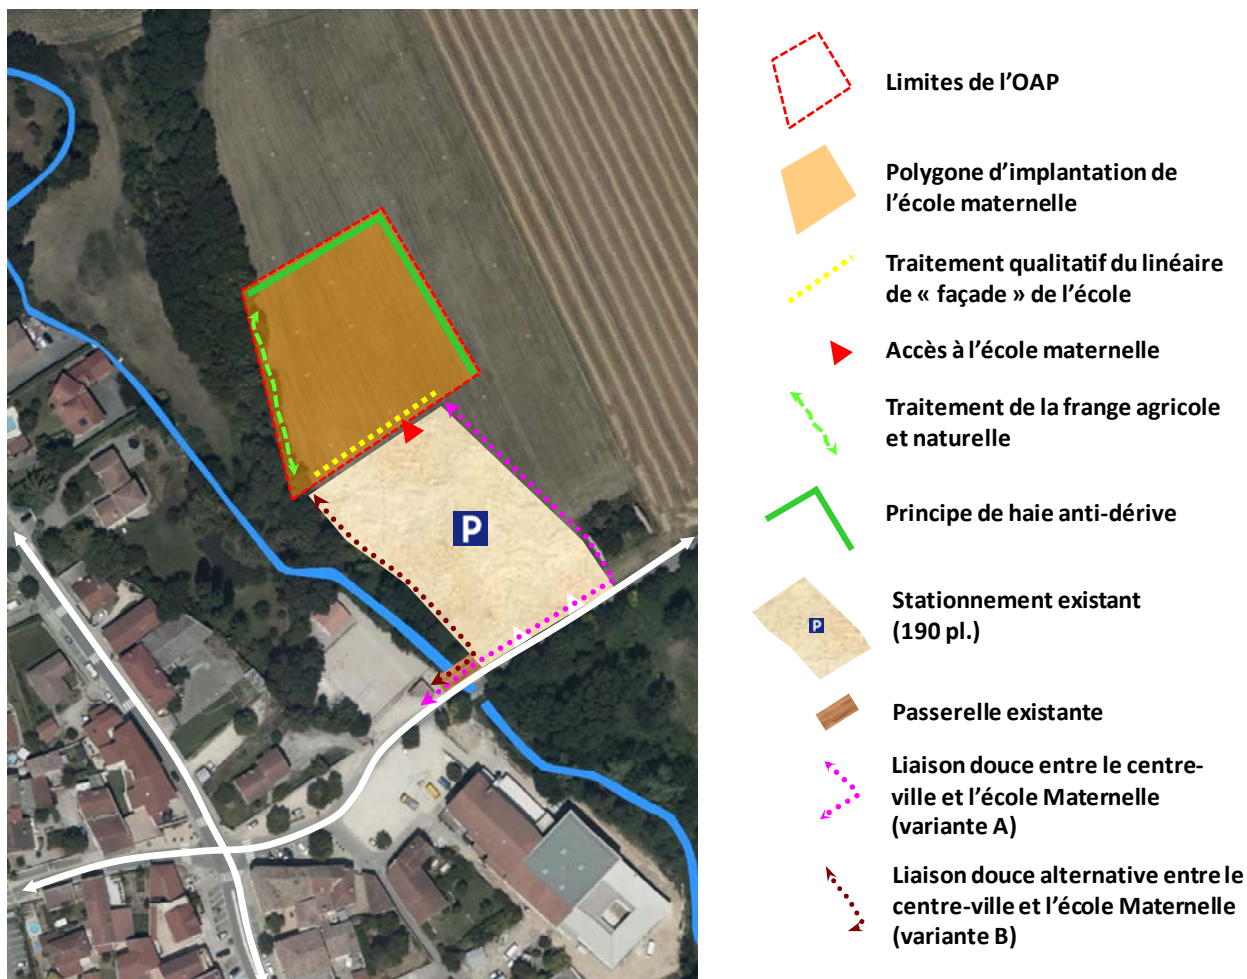 Limites de l’OAP
Polygone d’implantation de
l’école maternelle
Traitement qualitatif du linéaire
de « façade » de l’école
Accès à l’école maternelle
Traitement de la frange agricole
et naturelle
Principe de haie anti-dérive
P
Stationnement existant
(190 pl.)
P
Passerelle existante
Liaison douce entre le centre-
ville et l’école Maternelle
(variante A)
Liaison douce alternative entre le
centre-ville et l’école Maternelle
(variante B)